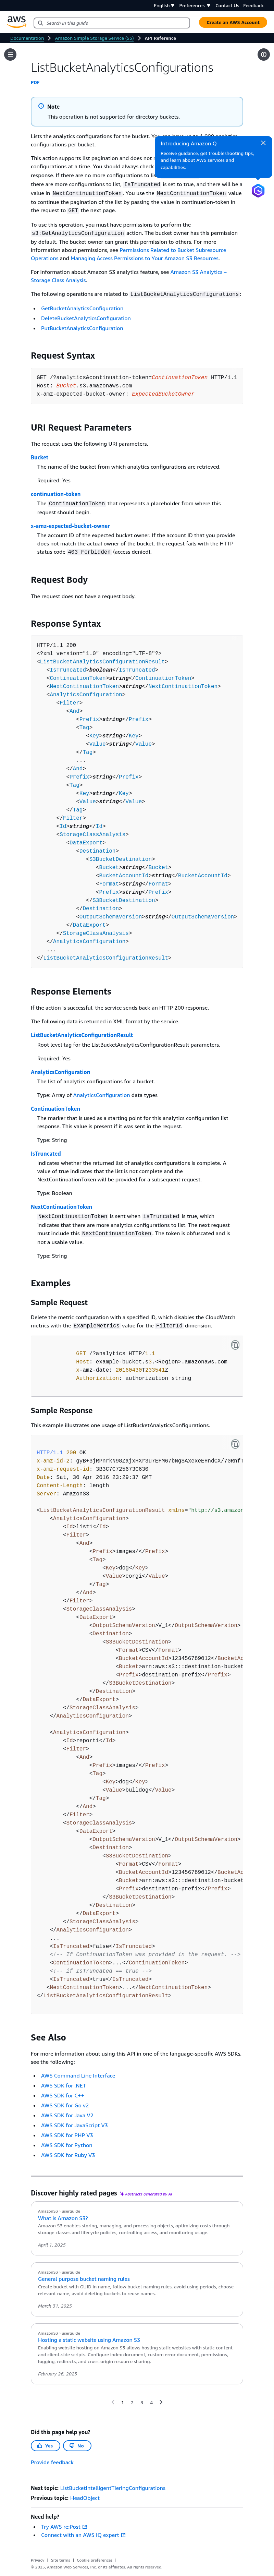 English
Preferences
Contact Us
Feedback
aws
Search in this guide
Create an AWS Account
Documentation
Amazon Simple Storage Service (S3)
API Reference
ListBucketAnalyticsConfigurations
PDF
Note
This operation is not supported for directory buckets.
Introducing Amazon Q
Receive guidance, get troubleshooting tips, and learn about AWS services and capabilities.
Lists the analytics configurations for the bucket. You can have up to 1,000 analytics
configurations per bucket.
This action supports list pagination and does not
configurations at a time. You should always check
the response. If there are no more configurations to list, IsTruncated
is set to false. If there are more configurations to list, IsTruncated is set to true, and there will be a
value in NextContinuationToken. You use the NextContinuationToken value to continue
the request to GET the next page.
To use this operation, you must have permissions to perform the
s3:GetAnalyticsConfiguration action. The bucket owner has this permission
by default. The bucket owner can grant this permission to others. For more
information about permissions, see Permissions Related to Bucket Subresource
Operations and Managing Access Permissions to Your Amazon S3 Resources.
For information about Amazon S3 analytics feature, see Amazon S3 Analytics –
Storage Class Analysis.
The following operations are related to ListBucketAnalyticsConfigurations:
GetBucketAnalyticsConfiguration
DeleteBucketAnalyticsConfiguration
PutBucketAnalyticsConfiguration
Request Syntax
GET /?analytics&continuation-token=ContinuationToken HTTP/1.1
Host: Bucket.s3.amazonaws.com
x-amz-expected-bucket-owner: ExpectedBucketOwner
URI Request Parameters
The request uses the following URI parameters.
Bucket
The name of the bucket from which analytics configurations are retrieved.
Required: Yes
continuation-token
The ContinuationToken that represents a placeholder from where this
request should begin.
x-amz-expected-bucket-owner
The account ID of the expected bucket owner. If the account ID that you provide
does not match the actual owner of the bucket, the request fails with the HTTP
status code 403 Forbidden (access denied).
Request Body
The request does not have a request body.
Response Syntax
HTTP/1.1 200
<?xml version="1.0" encoding="UTF-8"?>
<ListBucketAnalyticsConfigurationResult>
<IsTruncated>boolean</IsTruncated>
<ContinuationToken>string</ContinuationToken>
<NextContinuationToken>string</NextContinuationToken>
<AnalyticsConfiguration>
<Filter>
<And>
<Prefix>string</Prefix>
<Tag>
<Key>string</Key>
<Value>string</Value>
</Tag>
...
</And>
<Prefix>string</Prefix>
<Tag>
<Key>string</Key>
<Value>string</Value>
</Tag>
</Filter>
<Id>string</Id>
<StorageClassAnalysis>
<DataExport>
<Destination>
<S3BucketDestination>
<Bucket>string</Bucket>
<BucketAccountId>string</BucketAccountId>
<Format>string</Format>
<Prefix>string</Prefix>
</S3BucketDestination>
</Destination>
<OutputSchemaVersion>string</OutputSchemaVersion>
</DataExport>
</StorageClassAnalysis>
</AnalyticsConfiguration>
...
</ListBucketAnalyticsConfigurationResult>
Response Elements
If the action is successful, the service sends back an HTTP 200 response.
The following data is returned in XML format by the service.
ListBucketAnalyticsConfigurationResult
Root level tag for the ListBucketAnalyticsConfigurationResult parameters.
Required: Yes
AnalyticsConfiguration
The list of analytics configurations for a bucket.
Type: Array of AnalyticsConfiguration data types
ContinuationToken
The marker that is used as a starting point for this analytics configuration list
response. This value is present if it was sent in the request.
Type: String
IsTruncated
Indicates whether the returned list of analytics configurations is complete. A
value of true indicates that the list is not complete and the
NextContinuationToken will be provided for a subsequent request.
Type: Boolean
NextContinuationToken
NextContinuationToken is sent when isTruncated is true, which
indicates that there are more analytics configurations to list. The next request
must include this NextContinuationToken. The token is obfuscated and is
not a usable value.
Type: String
Examples
Sample Request
Delete the metric configuration with a specified ID, which disables the CloudWatch
metrics with the ExampleMetrics value for the FilterId dimension.
GET /?analytics HTTP/1.1
Host: example-bucket.s3.<Region>.amazonaws.com
x-amz-date: 20160430T233541Z
Authorization: authorization string
Sample Response
This example illustrates one usage of ListBucketAnalyticsConfigurations.
HTTP/1.1 200 OK
x-amz-request-id: 3B3C7C725673C630
Date: Sat, 30 Apr 2016 23:29:37 GMT
Content-Length: length
Server: AmazonS3
<ListBucketAnalyticsConfigurationResult xmlns="http://s3.amazon
<AnalyticsConfiguration>
<Id>list1</Id>
<Filter>
<And>
<Prefix>images/</Prefix>
<Tag>
<Key>dog</Key>
<Value>corgi</Value>
</Tag>
</And>
</Filter>
<StorageClassAnalysis>
<DataExport>
<OutputSchemaVersion>V_1</OutputSchemaVersion>
<Destination>
<S3BucketDestination>
<Format>CSV</Format>
<BucketAccountId>123456789012</BucketAc
<Bucket>arn:aws:s3:::destination-bucket
<Prefix>destination-prefix</Prefix>
</S3BucketDestination>
</Destination>
</DataExport>
</StorageClassAnalysis>
</AnalyticsConfiguration>
<AnalyticsConfiguration>
<Id>report1</Id>
<Filter>
<And>
<Prefix>images/</Prefix>
<Tag>
<Key>dog</Key>
<Value>bulldog</Value>
</Tag>
</And>
</Filter>
<StorageClassAnalysis>
<DataExport>
<OutputSchemaVersion>V_1</OutputSchemaVersion>
<Destination>
<S3BucketDestination>
<Format>CSV</Format>
<BucketAccountId>123456789012</BucketAc
<Bucket>arn:aws:s3:::destination-bucket
<Prefix>destination-prefix</Prefix>
</S3BucketDestination>
</Destination>
</DataExport>
</StorageClassAnalysis>
</AnalyticsConfiguration>
...
<IsTruncated>false</IsTruncated>
<!-- If ContinuationToken was provided in the request. -->
<ContinuationToken>...</ContinuationToken>
<!-- if IsTruncated == true -->
<IsTruncated>true</IsTruncated>
<NextContinuationToken>...</NextContinuationToken>
</ListBucketAnalyticsConfigurationResult>
See Also
For more information about using this API in one of the language-specific AWS SDKs,
see the following:
AWS Command Line Interface
AWS SDK for .NET
AWS SDK for C++
AWS SDK for Go v2
AWS SDK for Java V2
AWS SDK for JavaScript V3
AWS SDK for PHP V3
AWS SDK for Python
AWS SDK for Ruby V3
Discover highly rated pages
Abstracts generated by AI
AmazonS3 › userguide
What is Amazon S3?
Amazon S3 enables storing, managing, and processing objects, optimizing costs through
storage classes and lifecycle policies, controlling access, and monitoring usage.
April 1, 2025
AmazonS3 › userguide
General purpose bucket naming rules
Create bucket with GUID in name, follow bucket naming rules, avoid using periods, choose
relevant name, avoid deleting buckets to reuse names.
March 31, 2025
AmazonS3 › userguide
Hosting a static website using Amazon S3
Enabling website hosting on Amazon S3 allows hosting static websites with static content
and client-side scripts. Configure index document, custom error document, permissions,
logging, redirects, and cross-origin resource sharing.
February 26, 2025
1 2 3 4
Did this page help you?
Yes
No
Provide feedback
Next topic: ListBucketIntelligentTieringConfigurations
Previous topic: HeadObject
Need help?
Try AWS re:Post
Connect with an AWS IQ expert
Privacy | Site terms | Cookie preferences |
© 2025, Amazon Web Services, Inc. or its affiliates. All rights reserved.